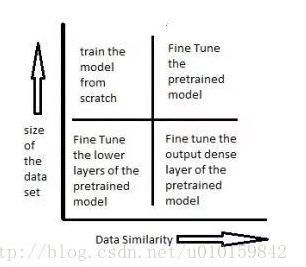 train the
model
from
scratch
Fine Tune
the
pretrained
model
size
of
the
data
set
Fine Tune
the lower
layers of the
pretrained
model
Fine tune the
output dense
layer of the
pretrained
model
Data Similarity
tp://blog.csdn.net/u010159842